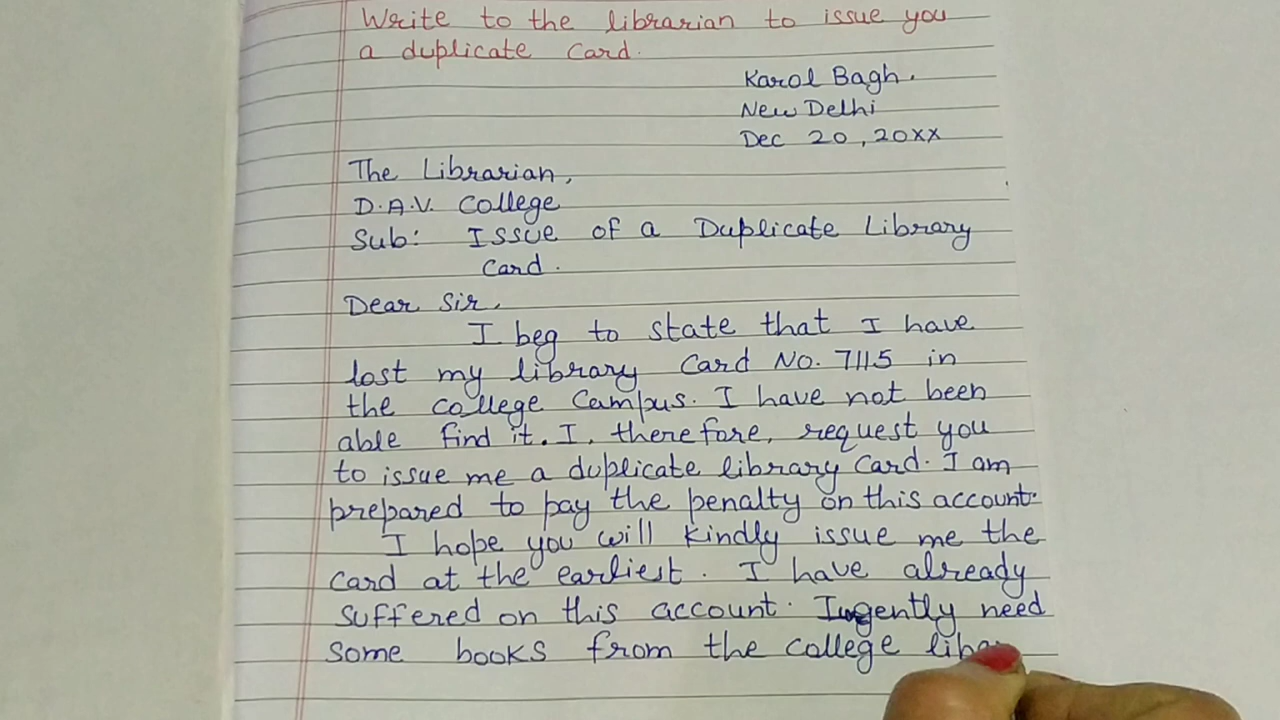 Write to the librarian to issue you
a duplicate card.
Karol Bagh.
New Delhi
Dec 20, 20xx
The Librarian,
D.A.V. College
Sub: Issue of a Duplicate Library
Card.
Dear Sir,
I beg to state that I have
lost my library Card No. 7115 in
the college Campus. I have not been
able find it. I, therefore, request you
to issue me a duplicate library Card. I am
prepared to pay the penalty on this account.
I hope you will kindly issue me the
Card at the earliest. I have already
suffered on this account. need
some books from the college